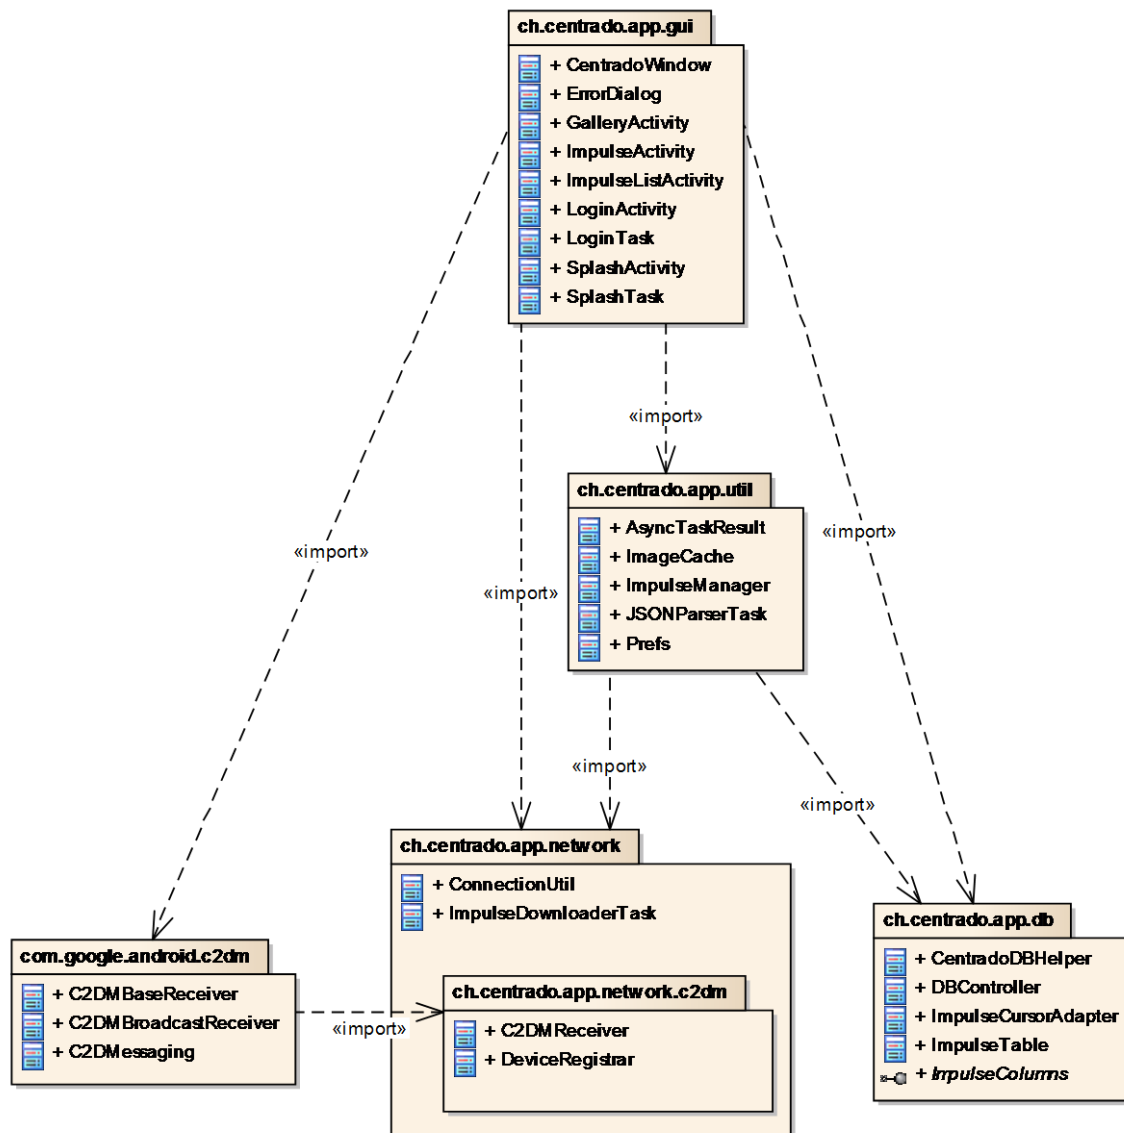 ch.centrado.app.gui
+ CentradoWindow
+ ErrorDialog
+ GalleryActivity
+ ImpulseActivity
+ ImpulseListActivity
+ LoginActivity
+ LoginTask
+ SplashActivity
+ SplashTask
«import»
«import»
«import»
«import»
ch.centrado.app.util
+ AsyncTaskResult
+ ImageCache
+ ImpulseManager
+ JSONParserTask
+ Prefs
«import»
«import»
ch.centrado.app.network
+ ConnectionUtil
+ ImpulseDownloaderTask
ch.centrado.app.network.c2dm
+ C2DMReceiver
+ DeviceRegistrar
com.google.android.c2dm
+ C2DMBaseReceiver
+ C2DMBroadcastReceiver
+ C2DMessaging
«import»
ch.centrado.app.db
+ CentradoDBHelper
+ DBController
+ ImpulseCursorAdapter
+ ImpulseTable
+ ImpulseColumns